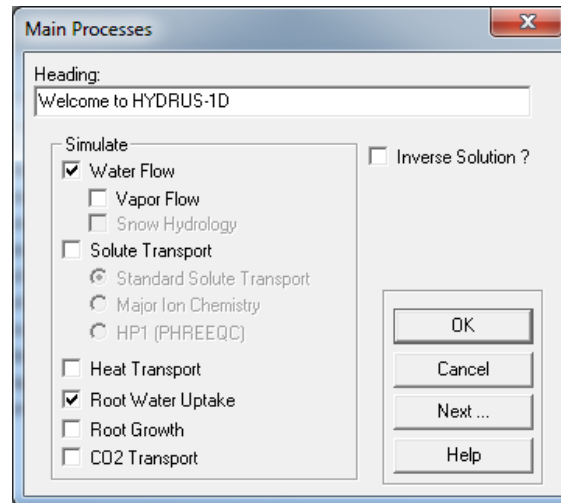 Main Processes
Heading:
Welcome to HYDRUS-1D
Simulate
Water Flow
Vapor Flow
Snow Hydrology
Solute Transport
Standard Solute Transport
Major Ion Chemistry
HP1 (PHREEQC)
Heat Transport
Root Water Uptake
Root Growth
CO2 Transport
Inverse Solution ?
OK
Cancel
Next ...
Help